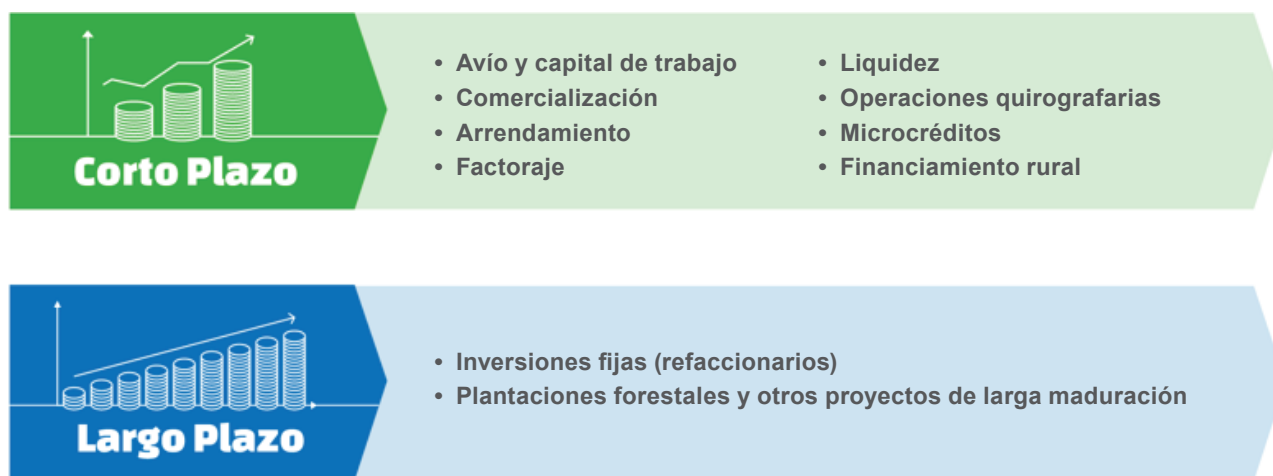 Corto Plazo
• Avío y capital de trabajo
• Comercialización
• Arrendamiento
• Factoraje
• Liquidez
• Operaciones quirografarias
• Microcréditos
• Financiamiento rural
Largo Plazo
• Inversiones fijas (refaccionarios)
• Plantaciones forestales y otros proyectos de larga maduración